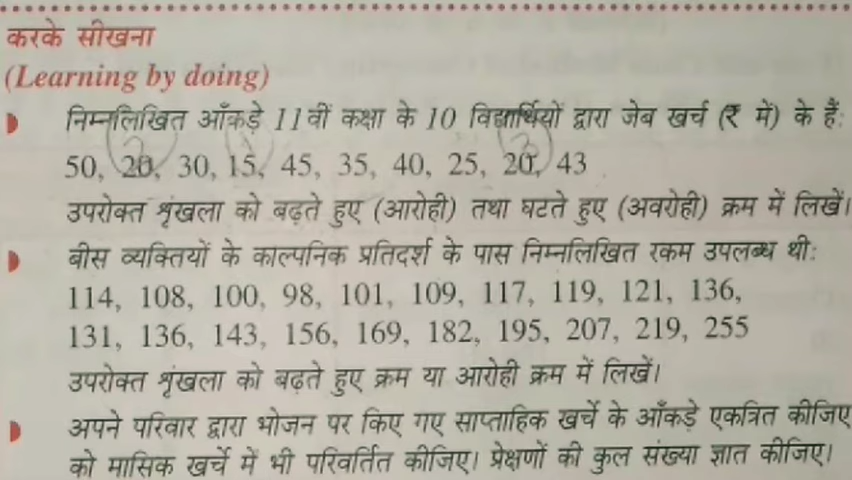 करके सीखना
(Learning by doing)
निम्नलिखित आँकड़े 11वीं कक्षा के 10 विद्यार्थियों द्वारा जेब खर्च (₹ में) के हैं:
50, 20, 30, 15, 45, 35, 40, 25, 20, 43
उपरोक्त शृंखला को बढ़ते हुए (आरोही) तथा घटते हुए (अवरोही) क्रम में लिखें।
बीस व्यक्तियों के काल्पनिक प्रतिदर्श के पास निम्नलिखित रकम उपलब्ध थी:
114, 108, 100, 98, 101, 109, 117, 119, 121, 136,
131, 136, 143, 156, 169, 182, 195, 207, 219, 255
उपरोक्त शृंखला को बढ़ते हुए क्रम या आरोही क्रम में लिखें।
अपने परिवार द्वारा भोजन पर किए गए साप्ताहिक खर्चे के आँकड़े एकत्रित कीजिए
को मासिक खर्चे में भी परिवर्तित कीजिए। प्रेक्षणों की कुल संख्या ज्ञात कीजिए।